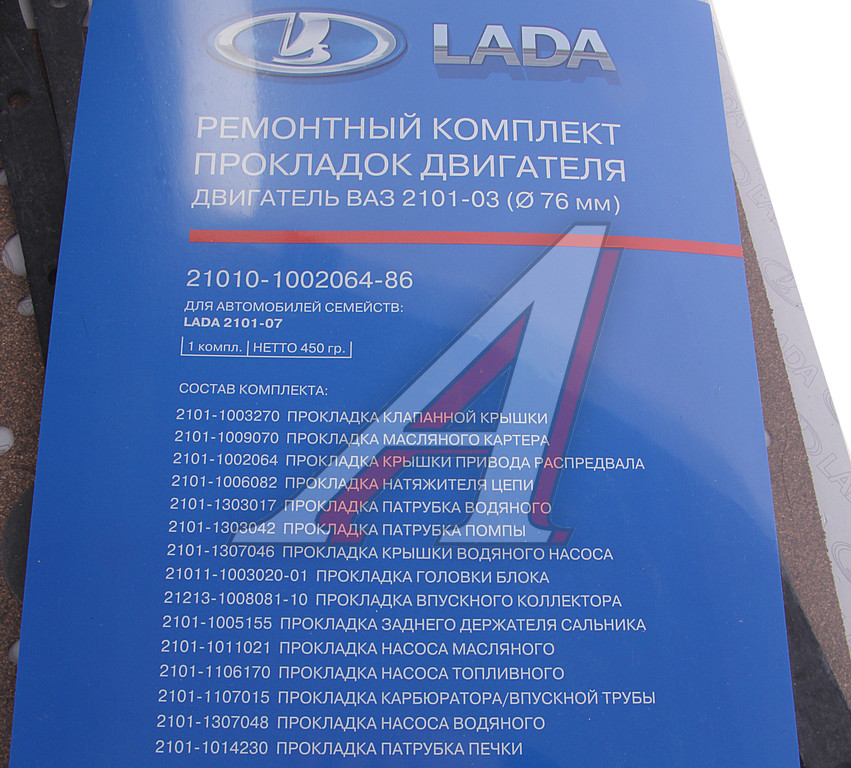 LADA
РЕМОНТНЫЙ КОМПЛЕКТ
ПРОКЛАДОК ДВИГАТЕЛЯ
ДВИГАТЕЛЬ ВАЗ 2101-03 (Ø 76 мм)
21010-1002064-86
ДЛЯ АВТОМОБИЛЕЙ СЕМЕЙСТВ:
LADA 2101-07
1 компл. НЕТТО 450 гр.
СОСТАВ КОМПЛЕКТА:
2101-1003270 ПРОКЛАДКА КЛАПАННОЙ КРЫШКИ
2101-1009070 ПРОКЛАДКА МАСЛЯНОГО КАРТЕРА
2101-1002064 ПРОКЛАДКА КРЫШКИ ПРИВОДА РАСПРЕДВАЛА
2101-1006082 ПРОКЛАДКА НАТЯЖИТЕЛЯ ЦЕПИ
2101-1303017 ПРОКЛАДКА ПАТРУБКА ВОДЯНОГО
2101-1303042 ПРОКЛАДКА ПАТРУБКА ПОМПЫ
2101-1307046 ПРОКЛАДКА КРЫШКИ ВОДЯНОГО НАСОСА
21011-1003020-01 ПРОКЛАДКА ГОЛОВКИ БЛОКА
21213-1008081-10 ПРОКЛАДКА ВПУСКНОГО КОЛЛЕКТОРА
2101-1005155 ПРОКЛАДКА ЗАДНЕГО ДЕРЖАТЕЛЯ САЛЬНИКА
2101-1011021 ПРОКЛАДКА НАСОСА МАСЛЯНОГО
2101-1106170 ПРОКЛАДКА НАСОСА ТОПЛИВНОГО
2101-1107015 ПРОКЛАДКА КАРБЮРАТОРА/ВПУСКНОЙ ТРУБЫ
2101-1307048 ПРОКЛАДКА НАСОСА ВОДЯНОГО
2101-1014230 ПРОКЛАДКА ПАТРУБКА ПЕЧКИ
LADA
LADA